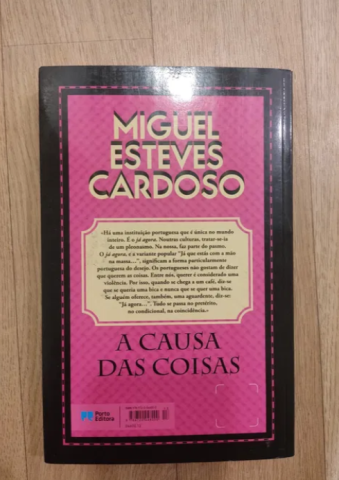 MIGUEL
ESTEVES
CARDOSO
«Há uma instituição portuguesa que é única no mundo
inteiro. É o já agora. Noutras culturas, tratar-se-ia
de um pleonasmo. Na nossa, faz parte do pasmo.
O já agora, e a variante popular "Já que estás com a mão
na massa…", significam a forma particularmente
portuguesa do desejo. Os portugueses não gostam de dizer
que querem as coisas. Entre nós, querer é considerado uma
violência. Por isso, quando se chega a um café, diz-se
que se queria uma bica e nunca que se quer uma bica.
Se alguém oferece, também, uma aguardente, diz-se:
"Já agora…". Tudo se passa no pretérito,
no condicional, na coincidência.»
A CAUSA
DAS COISAS
Porto
Editora